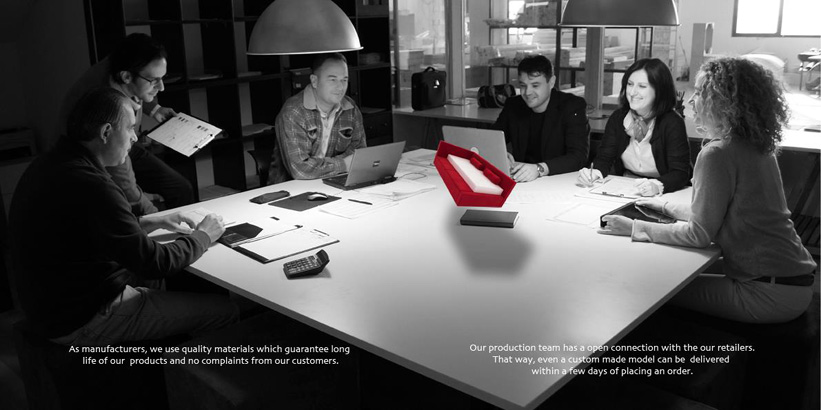 As manufacturers, we use quality materials which guarantee long
life of our products and no complaints from our customers.
Our production team has a open connection with the our retailers.
That way, even a custom made model can be delivered
within a few days of placing an order.